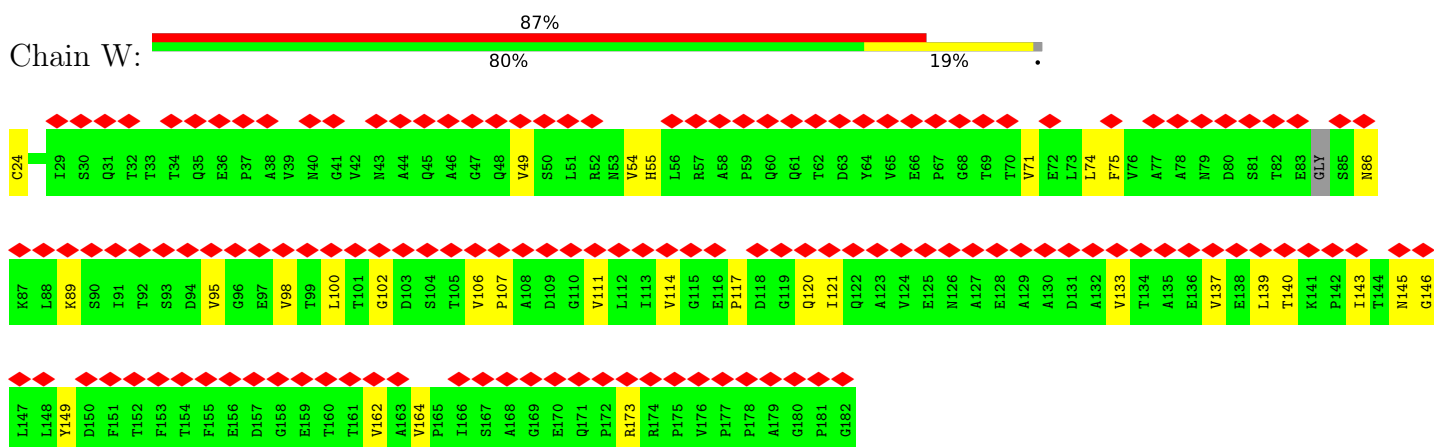 87%
Chain W:
80% 19% •
C24 I29 S30 Q31 T32 T33 T34 Q35 E36 P37 A38 V39 N40 G41 V42 N43 A44 Q45 A46 G47 Q48 V49 S50 L51 R52 N53 V54 H55 L56 R57 A58 P59 Q60 Q61 T62 D63 Y64 V65 E66 P67 G68 T69 T70 V71 E72 L73 L74 F75 V76 A77 A78 N79 D80 S81 T82 E83 GLY S85 N86
K87 L88 K89 S90 I91 T92 S93 D94 V95 G96 E97 V98 T99 L100 T101 G102 D103 S104 T105 V106 P107 A108 D109 G110 V111 L112 I113 V114 G115 E116 P117 D118 G119 Q120 I121 Q122 A123 V124 E125 N126 A127 E128 A129 A130 D131 A132 V133 T134 A135 E136 V137 E138 L139 T140 K141 P142 I143 T144 N145 G146
L147 L148 Y149 D150 F151 T152 F153 T154 F155 E156 D157 G158 E159 T160 T161 V162 A163 V164 P165 I166 S167 A168 G169 E170 Q171 P172 R173 R174 P175 V176 P177 P178 A179 G180 P181 G182